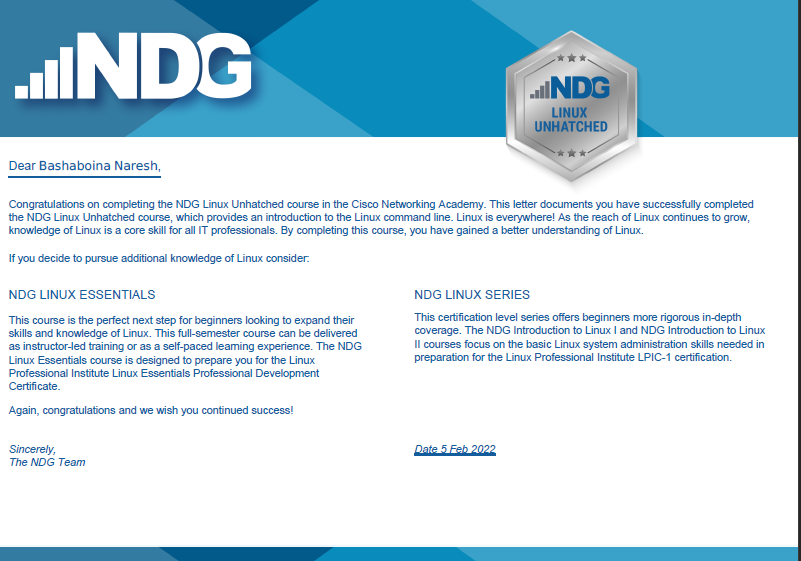 NDG
NDG
LINUX
UNHATCHED
Dear Bashaboina Naresh,
Congratulations on completing the NDG Linux Unhatched course in the Cisco Networking Academy. This letter documents you have successfully completed
the NDG Linux Unhatched course, which provides an introduction to the Linux command line. Linux is everywhere! As the reach of Linux continues to grow,
knowledge of Linux is a core skill for all IT professionals. By completing this course, you have gained a better understanding of Linux.
If you decide to pursue additional knowledge of Linux consider:
NDG LINUX ESSENTIALS
This course is the perfect next step for beginners looking to expand their
skills and knowledge of Linux. This full-semester course can be delivered
as instructor-led training or as a self-paced learning experience. The NDG
Linux Essentials course is designed to prepare you for the Linux
Professional Institute Linux Essentials Professional Development
Certificate.
Again, congratulations and we wish you continued success!
NDG LINUX SERIES
This certification level series offers beginners more rigorous in-depth
coverage. The NDG Introduction to Linux I and NDG Introduction to Linux
II courses focus on the basic Linux system administration skills needed in
preparation for the Linux Professional Institute LPIC-1 certification.
Sincerely,
The NDG Team
Date 5 Feb 2022